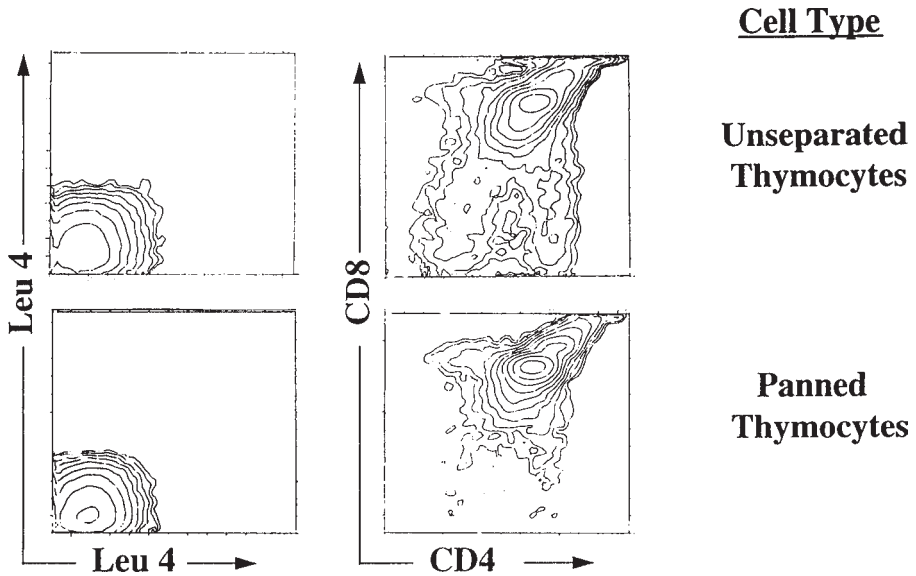 Cell Type
Unseparated
Thymocytes
Panned
Thymocytes
Leu 4
Leu 4
CD8
CD4